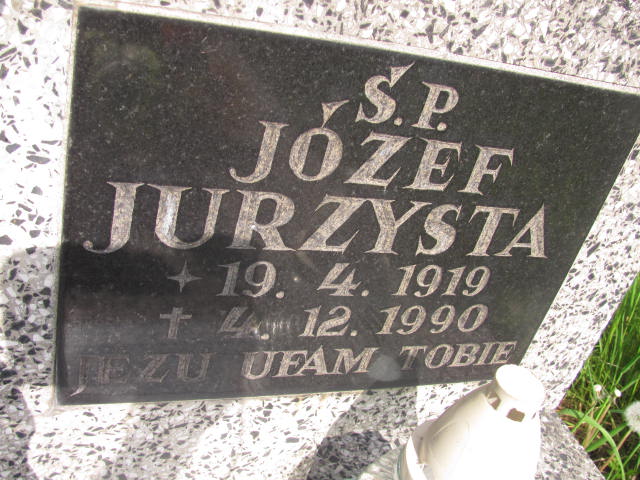 Ś.P.
JÓZEF
JURZYSTA
19. 4. 1919
✝ 4. 12. 1990
JEZU UFAM TOBIE